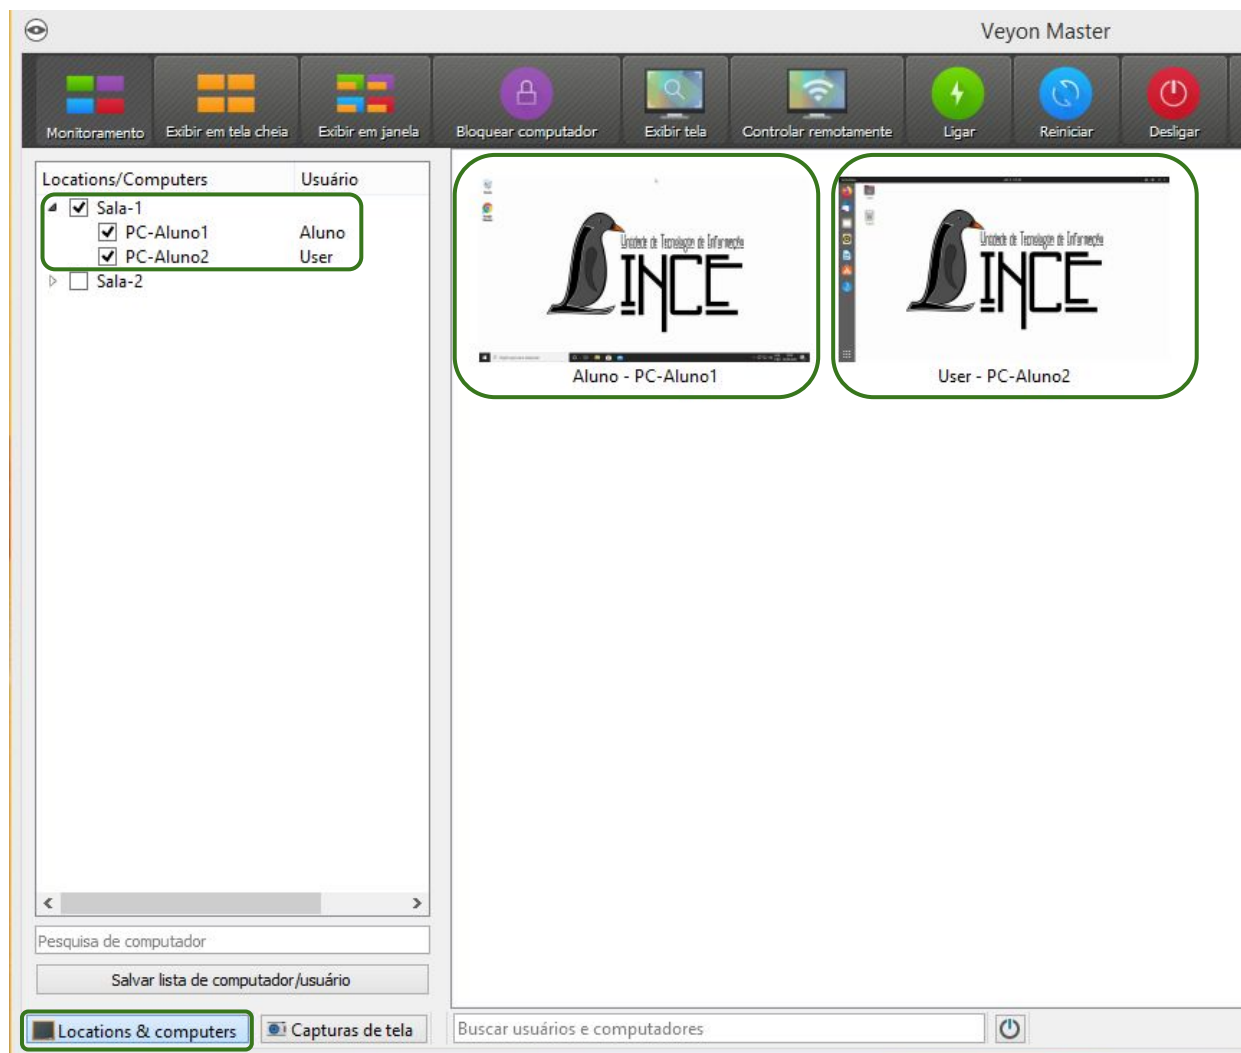 Veyon Master
Monitoramento
Exibir em tela cheia
Exibir em janela
Bloquear computador
Exibir tela
Controlar remotamente
Ligar
Reiniciar
Desligar
Locations/Computers Usuário
Sala-1
PC-Aluno1 Aluno
PC-Aluno2 User
Sala-2
Unidade de Tecnologia de Informação
LINCE
Aluno - PC-Aluno1
Unidade de Tecnologia de Informação
LINCE
User - PC-Aluno2
Pesquisa de computador
Salvar lista de computador/usuário
Locations & computers
Capturas de tela
Buscar usuários e computadores